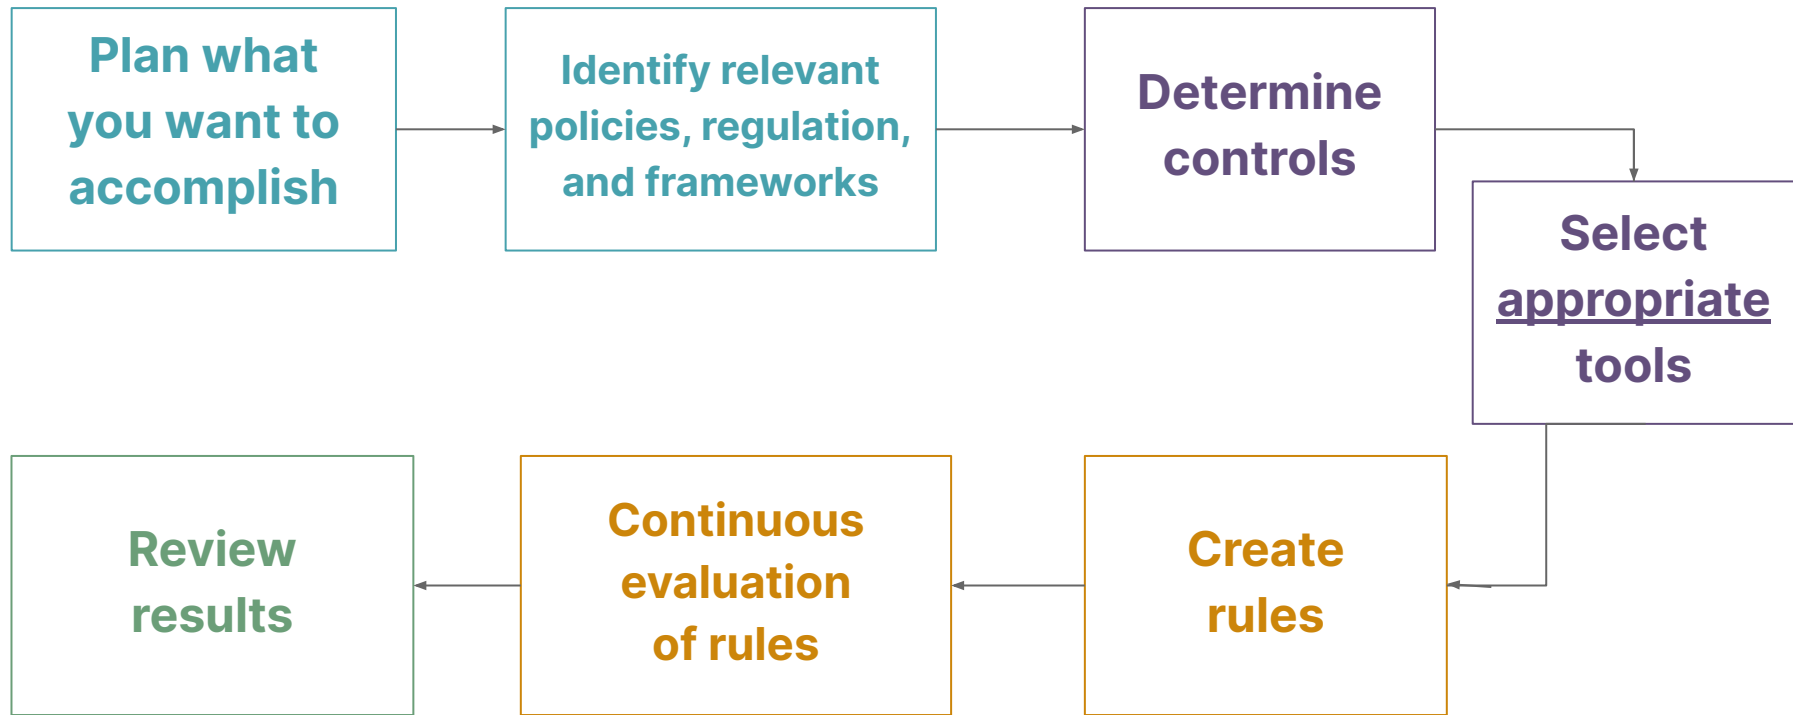 Plan what
you want to
accomplish
Identify relevant
policies, regulation,
and frameworks
Determine
controls
Select
appropriate
tools
Create
rules
Continuous
evaluation
of rules
Review
results